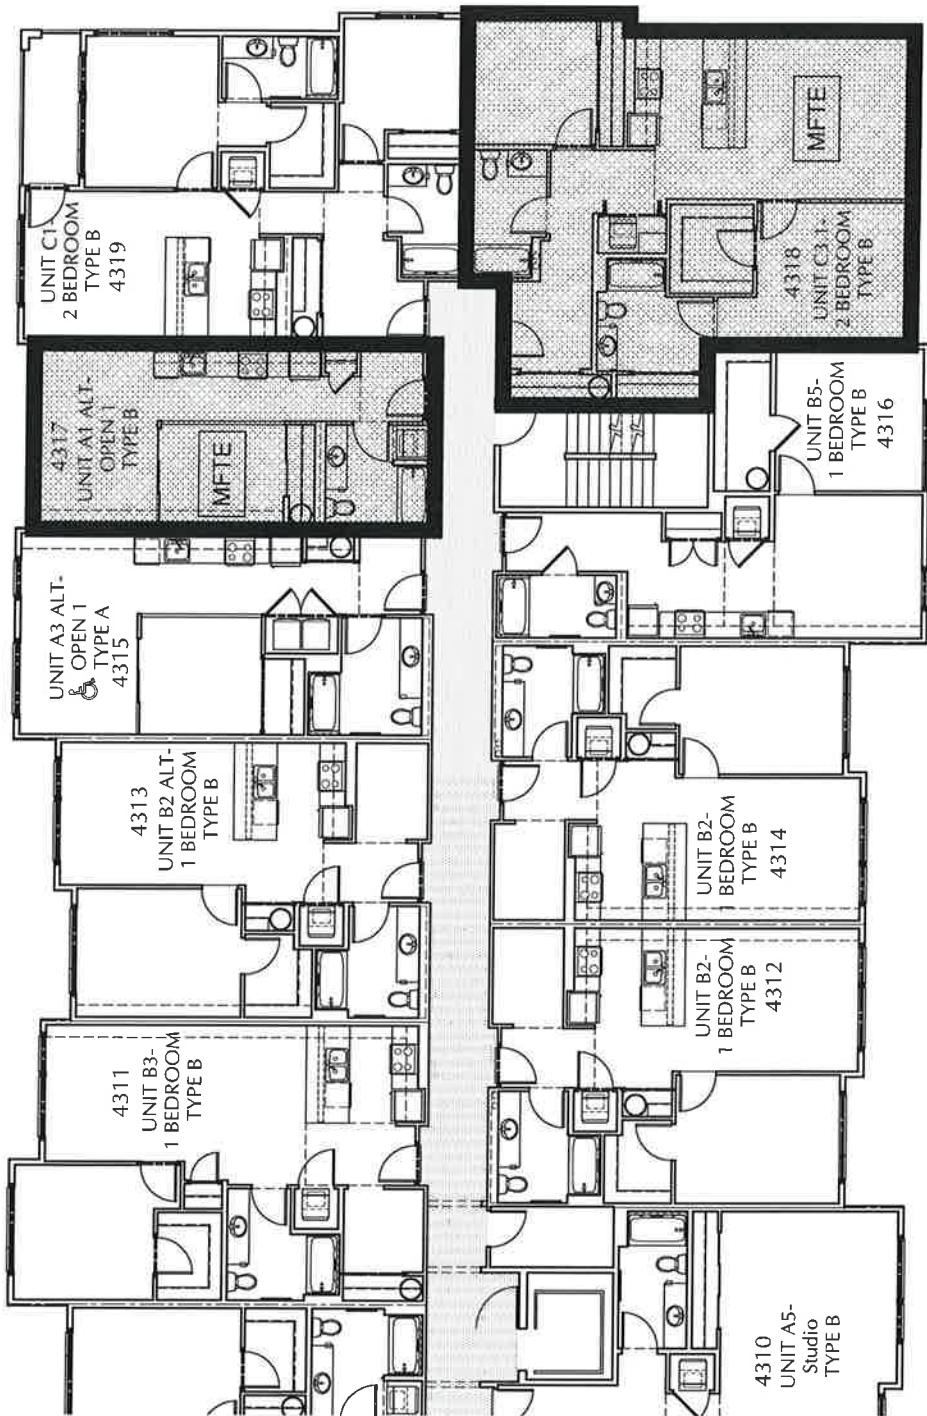 UNIT C1-
2 BEDROOM
TYPE B
4319
MFTE
4318
UNIT C3.1-
2 BEDROOM
TYPE B
4317
UNIT A1 ALT-
OPEN 1
TYPE B
MFTE
UNIT B5-
1 BEDROOM
TYPE B
4316
UNIT A3 ALT-
OPEN 1
TYPE A
4315
4313
UNIT B2 ALT-
1 BEDROOM
TYPE B
UNIT B2-
1 BEDROOM
TYPE B
4314
UNIT B2-
1 BEDROOM
TYPE B
4312
4311
UNIT B3-
1 BEDROOM
TYPE B
4310
UNIT A5-
Studio
TYPE B